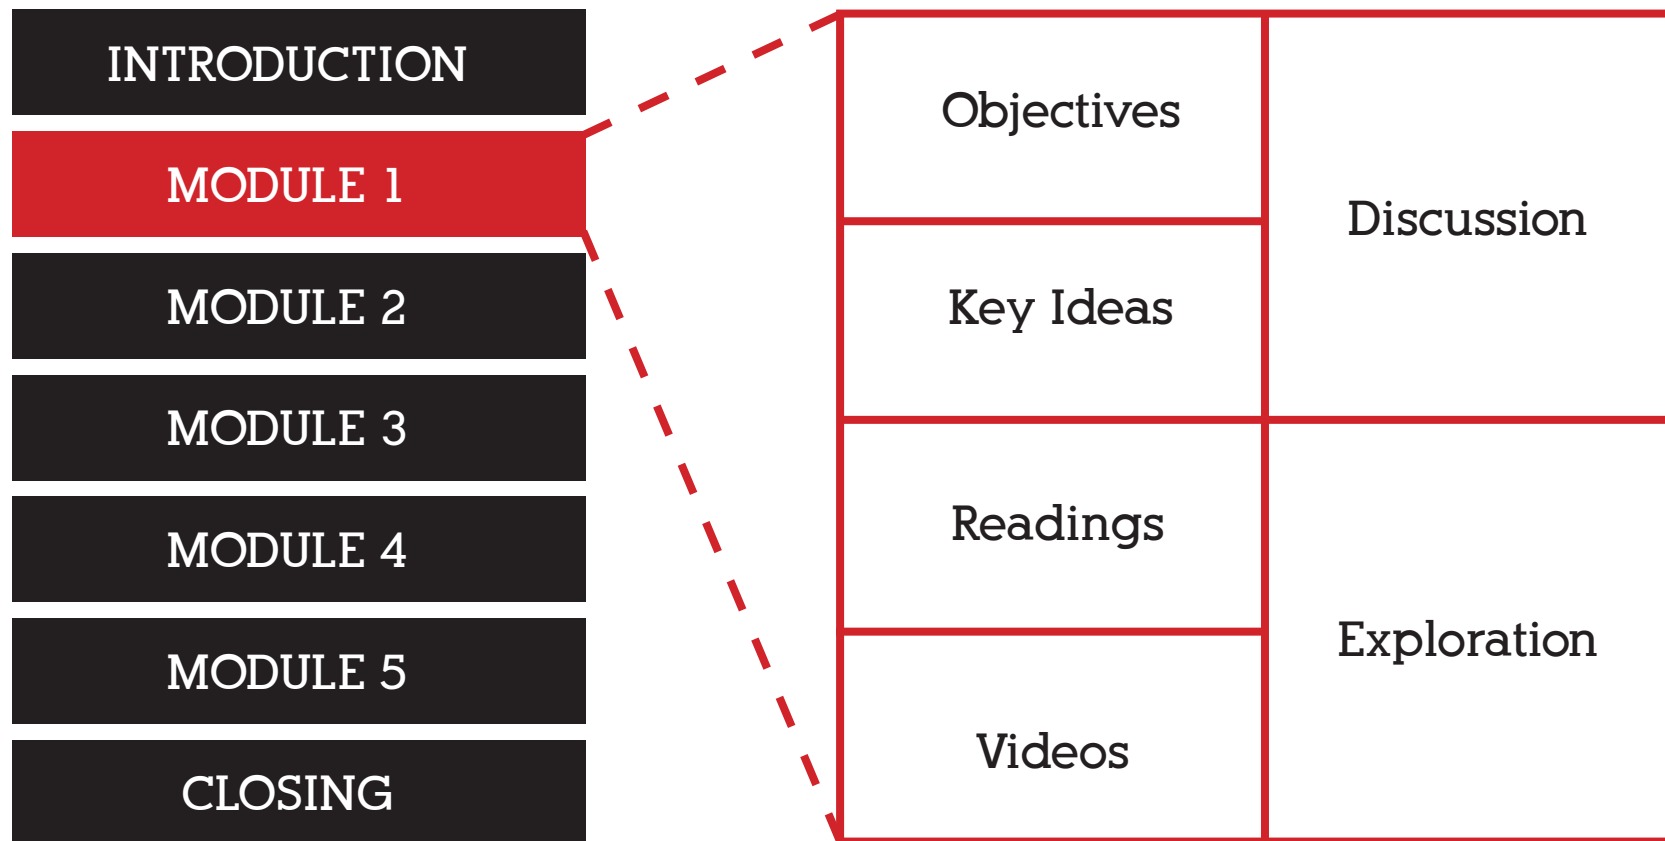 INTRODUCTION
MODULE 1
MODULE 2
MODULE 3
MODULE 4
MODULE 5
CLOSING
Objectives
Key Ideas
Readings
Videos
Discussion
Exploration